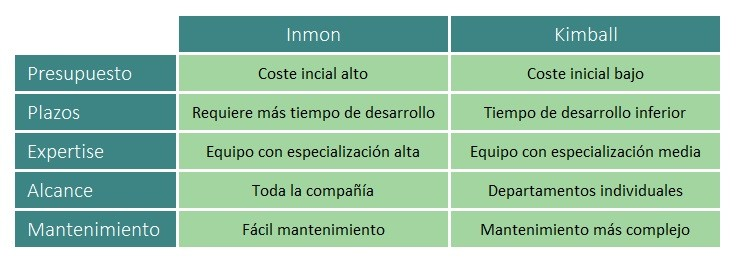 Inmon Kimball
Presupuesto Coste incial alto Coste inicial bajo
Plazos Requiere más tiempo de desarrollo Tiempo de desarrollo inferior
Expertise Equipo con especialización alta Equipo con especialización media
Alcance Toda la compañía Departamentos individuales
Mantenimiento Fácil mantenimiento Mantenimiento más complejo